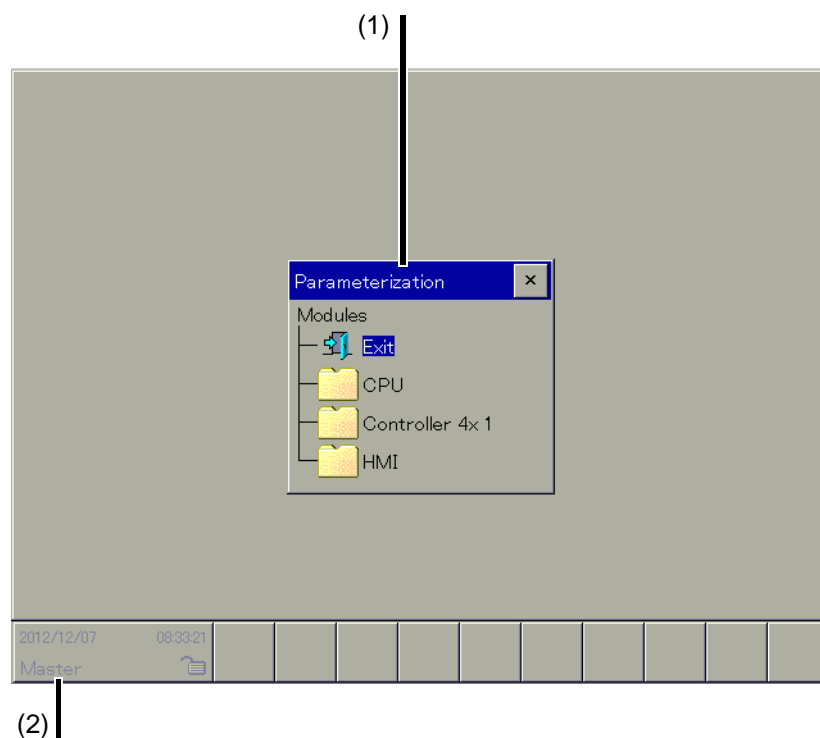 (1)
Parameterization
×
Modules
Exit
CPU
Controller 4x 1
HMI
2012/12/07 08:33:21
Master
(2)